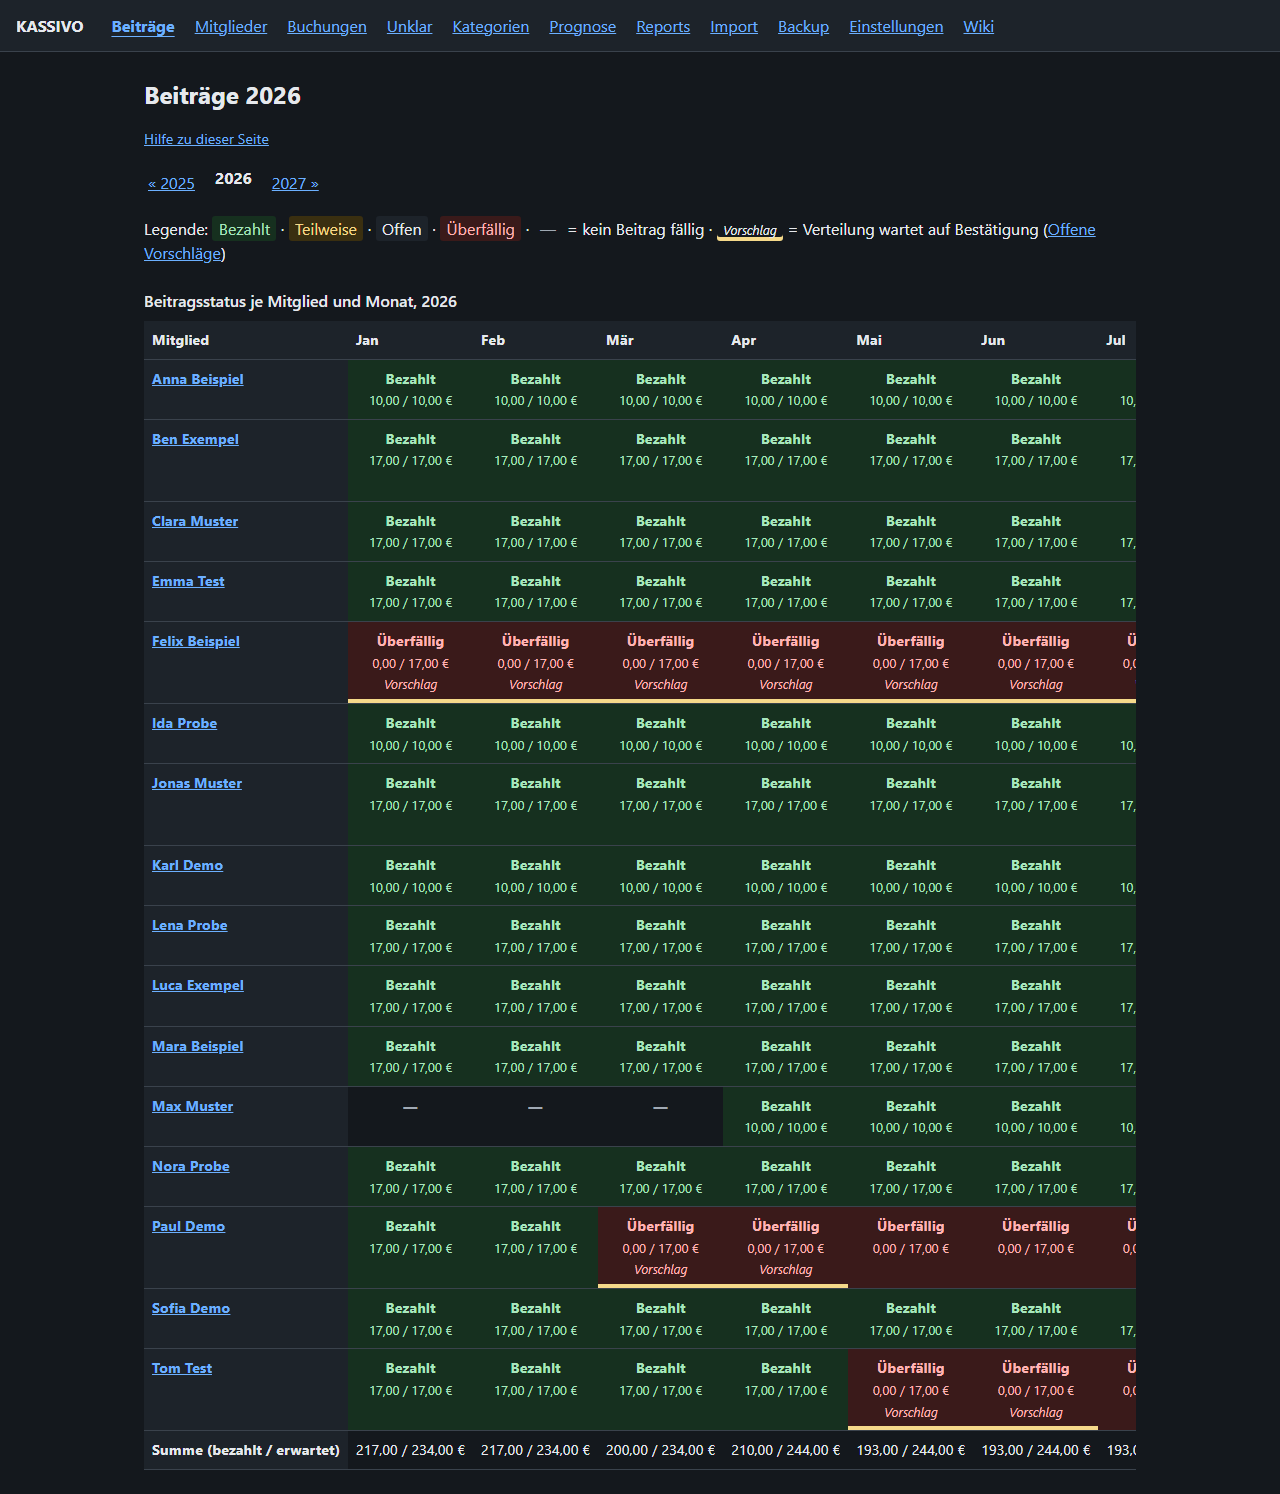 KASSIVO Beiträge Mitglieder Buchungen Unklar Kategorien Prognose Reports Import Backup Einstellungen Wiki
Beiträge 2026
Hilfe zu dieser Seite
« 2025 2026 2027 »
Legende: Bezahlt · Teilweise · Offen · Überfällig · — = kein Beitrag fällig · Vorschlag = Verteilung wartet auf Bestätigung (Offene
Vorschläge)
Beitragsstatus je Mitglied und Monat, 2026
Mitglied Jan Feb Mär Apr Mai Jun Jul
Anna Beispiel Bezahlt Bezahlt Bezahlt Bezahlt Bezahlt Bezahlt
10,00 / 10,00 € 10,00 / 10,00 € 10,00 / 10,00 € 10,00 / 10,00 € 10,00 / 10,00 € 10,00 / 10,00 € 10,
Ben Exempel Bezahlt Bezahlt Bezahlt Bezahlt Bezahlt Bezahlt
17,00 / 17,00 € 17,00 / 17,00 € 17,00 / 17,00 € 17,00 / 17,00 € 17,00 / 17,00 € 17,00 / 17,00 € 17,
Clara Muster Bezahlt Bezahlt Bezahlt Bezahlt Bezahlt Bezahlt
17,00 / 17,00 € 17,00 / 17,00 € 17,00 / 17,00 € 17,00 / 17,00 € 17,00 / 17,00 € 17,00 / 17,00 € 17,
Emma Test Bezahlt Bezahlt Bezahlt Bezahlt Bezahlt Bezahlt
17,00 / 17,00 € 17,00 / 17,00 € 17,00 / 17,00 € 17,00 / 17,00 € 17,00 / 17,00 € 17,00 / 17,00 € 17,
Felix Beispiel Überfällig Überfällig Überfällig Überfällig Überfällig Überfällig Ü
0,00 / 17,00 € 0,00 / 17,00 € 0,00 / 17,00 € 0,00 / 17,00 € 0,00 / 17,00 € 0,00 / 17,00 € 0,0
Vorschlag Vorschlag Vorschlag Vorschlag Vorschlag Vorschlag
Ida Probe Bezahlt Bezahlt Bezahlt Bezahlt Bezahlt Bezahlt
10,00 / 10,00 € 10,00 / 10,00 € 10,00 / 10,00 € 10,00 / 10,00 € 10,00 / 10,00 € 10,00 / 10,00 € 10,
Jonas Muster Bezahlt Bezahlt Bezahlt Bezahlt Bezahlt Bezahlt
17,00 / 17,00 € 17,00 / 17,00 € 17,00 / 17,00 € 17,00 / 17,00 € 17,00 / 17,00 € 17,00 / 17,00 € 17,
Karl Demo Bezahlt Bezahlt Bezahlt Bezahlt Bezahlt Bezahlt
10,00 / 10,00 € 10,00 / 10,00 € 10,00 / 10,00 € 10,00 / 10,00 € 10,00 / 10,00 € 10,00 / 10,00 € 10,
Lena Probe Bezahlt Bezahlt Bezahlt Bezahlt Bezahlt Bezahlt
17,00 / 17,00 € 17,00 / 17,00 € 17,00 / 17,00 € 17,00 / 17,00 € 17,00 / 17,00 € 17,00 / 17,00 € 17,
Luca Exempel Bezahlt Bezahlt Bezahlt Bezahlt Bezahlt Bezahlt
17,00 / 17,00 € 17,00 / 17,00 € 17,00 / 17,00 € 17,00 / 17,00 € 17,00 / 17,00 € 17,00 / 17,00 € 17,
Mara Beispiel Bezahlt Bezahlt Bezahlt Bezahlt Bezahlt Bezahlt
17,00 / 17,00 € 17,00 / 17,00 € 17,00 / 17,00 € 17,00 / 17,00 € 17,00 / 17,00 € 17,00 / 17,00 € 17,
Max Muster — — — Bezahlt Bezahlt Bezahlt
10,00 / 10,00 € 10,00 / 10,00 € 10,00 / 10,00 € 10,
Nora Probe Bezahlt Bezahlt Bezahlt Bezahlt Bezahlt Bezahlt
17,00 / 17,00 € 17,00 / 17,00 € 17,00 / 17,00 € 17,00 / 17,00 € 17,00 / 17,00 € 17,00 / 17,00 € 17,
Paul Demo Bezahlt Bezahlt Überfällig Überfällig Überfällig Überfällig Ü
17,00 / 17,00 € 17,00 / 17,00 € 0,00 / 17,00 € 0,00 / 17,00 € 0,00 / 17,00 € 0,00 / 17,00 € 0,0
Vorschlag Vorschlag
Sofia Demo Bezahlt Bezahlt Bezahlt Bezahlt Bezahlt Bezahlt
17,00 / 17,00 € 17,00 / 17,00 € 17,00 / 17,00 € 17,00 / 17,00 € 17,00 / 17,00 € 17,00 / 17,00 € 17,
Tom Test Bezahlt Bezahlt Bezahlt Bezahlt Überfällig Überfällig Ü
17,00 / 17,00 € 17,00 / 17,00 € 17,00 / 17,00 € 17,00 / 17,00 € 0,00 / 17,00 € 0,00 / 17,00 € 0,0
Vorschlag Vorschlag
Summe (bezahlt / erwartet) 217,00 / 234,00 € 217,00 / 234,00 € 200,00 / 234,00 € 210,00 / 244,00 € 193,00 / 244,00 € 193,00 / 244,00 € 193,0